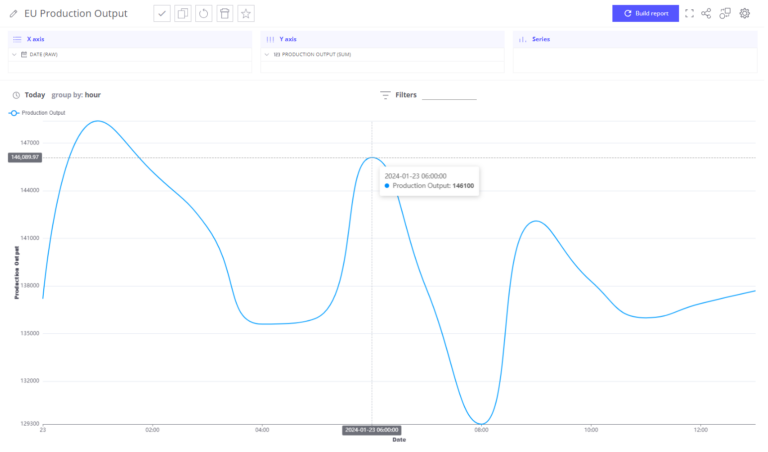 EU Production Output
Build report
X axis
Y axis
Series
DATE (RAW)
PRODUCTION OUTPUT (SUM)
Today group by: hour
Filters
Production Output
147000
146,089.97
144000
141000
138000
135000
132000
129300
Production Output
2024-01-23 06:00:00
Production Output: 146100
23
02:00
04:00
2024-01-23 06:00:00
08:00
10:00
12:00
Date